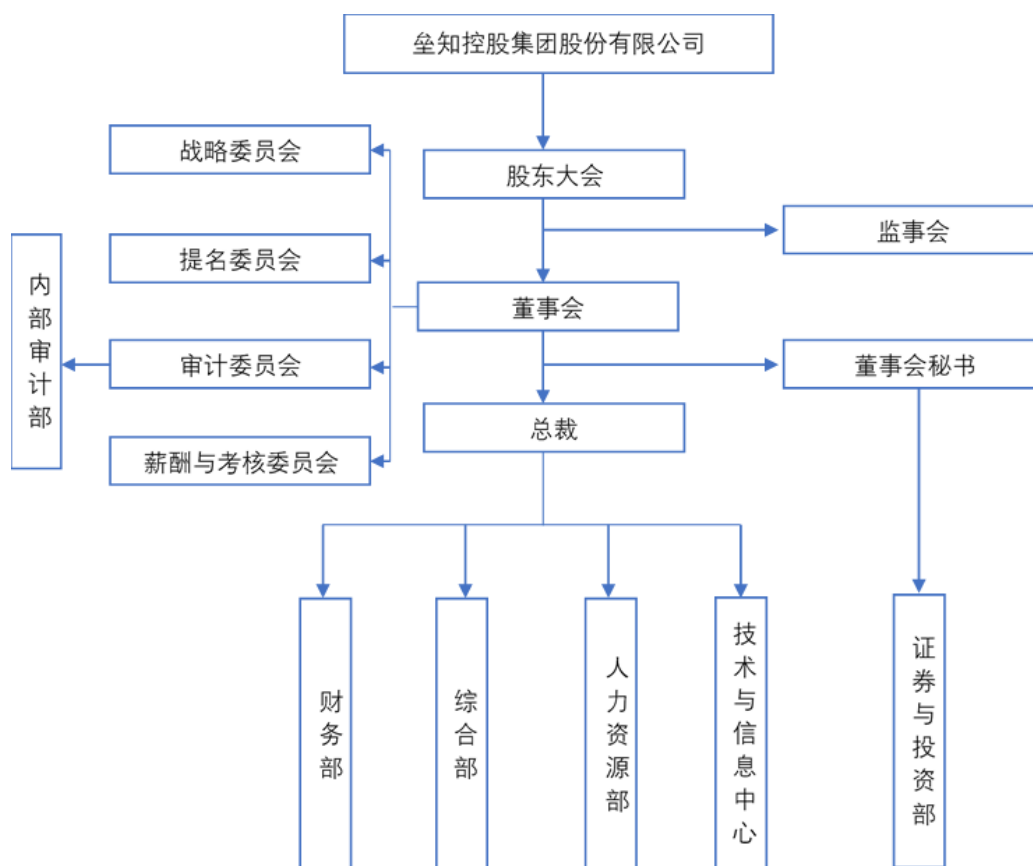 垒知控股集团股份有限公司
战略委员会
股东大会
监事会
提名委员会
董事会
内部审计部
审计委员会
董事会秘书
总裁
薪酬与考核委员会
财务部
综合部
人力资源部
技术与信息中心
证券与投资部